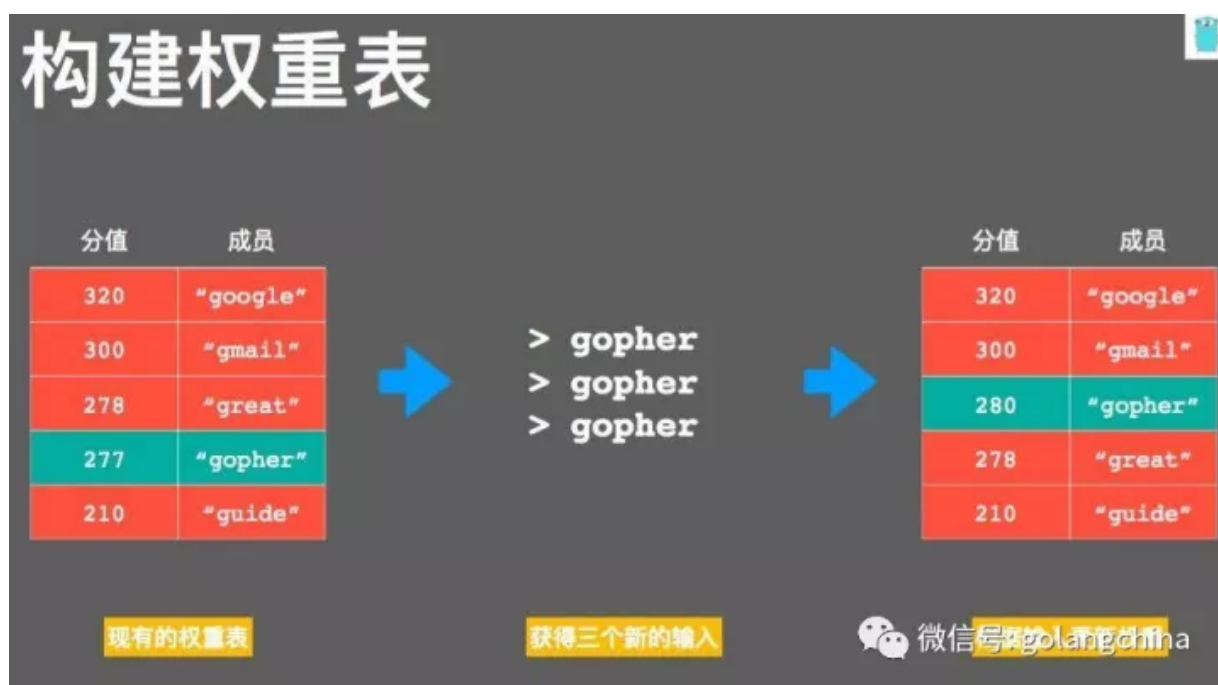 构建权重表
分值 成员
320 “google”
300 “gmail”
278 “great”
277 “gopher”
210 “guide”
> gopher
> gopher
> gopher
分值 成员
320 “google”
300 “gmail”
280 “gopher”
278 “great”
210 “guide”
现有的权重表
获得三个新的输入
微信号: golangchina